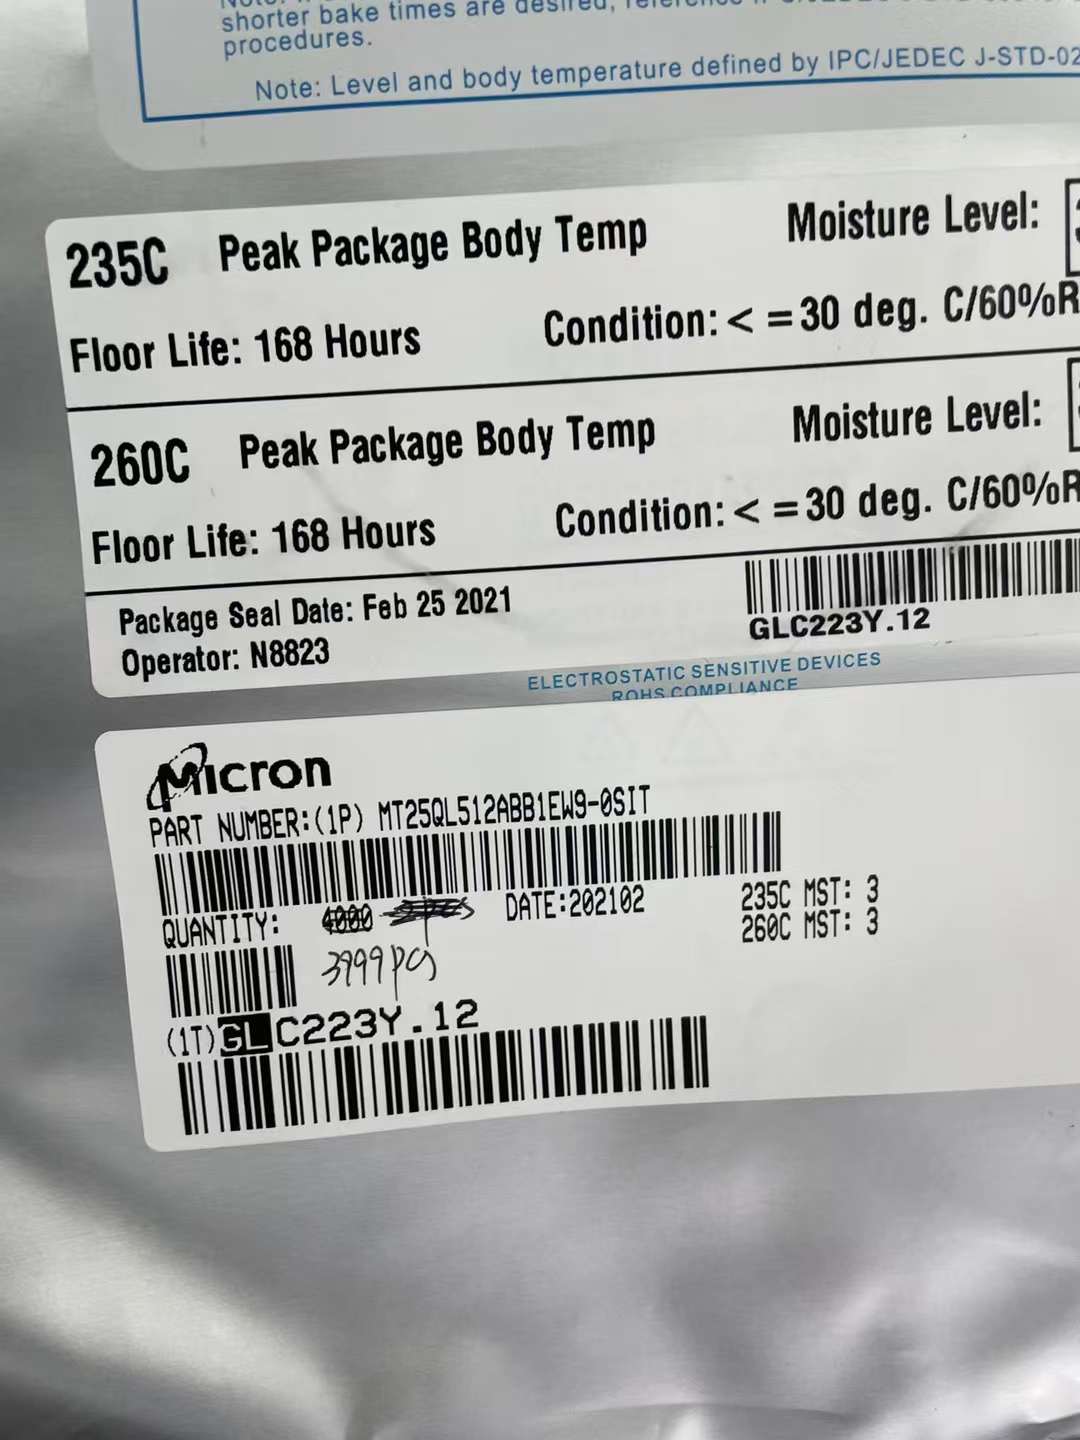 shorter bake times are desired,
procedures.
Note: Level and body temperature defined by IPC/JEDEC J-STD-02
235C Peak Package Body Temp Moisture Level:
Floor Life: 168 Hours Condition: < = 30 deg. C/60%R
260C Peak Package Body Temp Moisture Level:
Floor Life: 168 Hours Condition: < = 30 deg. C/60%R
Package Seal Date: Feb 25 2021
Operator: N8823
GLC223Y.12
ELECTROSTATIC SENSITIVE DEVICES
ROHS COMPLIANCE
Micron
PART NUMBER:(1P) MT25QL512ABB1EW9-0SIT
QUANTITY: 4000 DATE:202102 235C MST: 3
260C MST: 3
3999pcs
(1T)GLC223Y.12